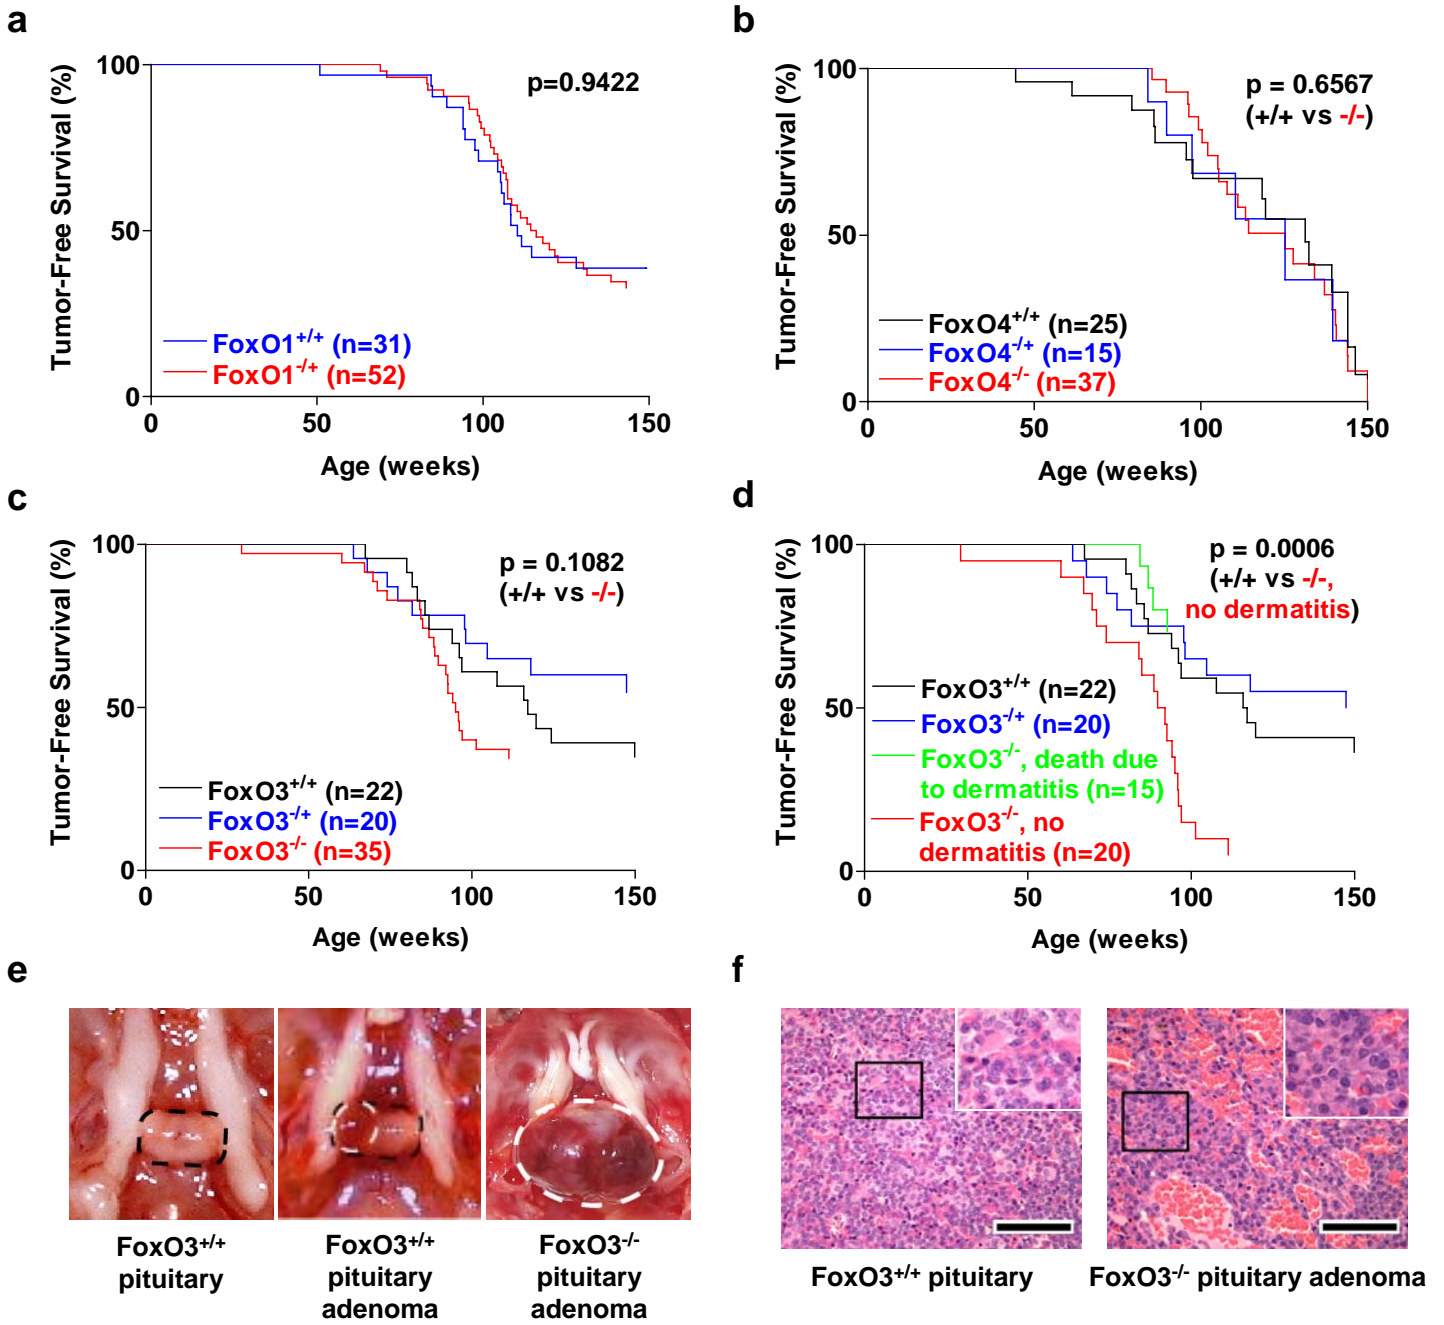 a
Tumor-Free Survival (%)
100
50
0
0 50 100 150
Age (weeks)
p=0.9422
FoxO1+/+ (n=31)
FoxO1-/+ (n=52)
b
Tumor-Free Survival (%)
100
50
0
0 50 100 150
Age (weeks)
p = 0.6567
(+/+ vs -/-)
FoxO4+/+ (n=25)
FoxO4-/+ (n=15)
FoxO4-/- (n=37)
c
Tumor-Free Survival (%)
100
50
0
0 50 100 150
Age (weeks)
p = 0.1082
(+/+ vs -/-)
FoxO3+/+ (n=22)
FoxO3-/+ (n=20)
FoxO3-/- (n=35)
d
Tumor-Free Survival (%)
100
50
0
0 50 100 150
Age (weeks)
p = 0.0006
(+/+ vs -/-,
no dermatitis)
FoxO3+/+ (n=22)
FoxO3-/+ (n=20)
FoxO3-/-, death due
to dermatitis (n=15)
FoxO3-/-, no
dermatitis (n=20)
e
FoxO3+/+
pituitary
FoxO3+/+
pituitary
adenoma
FoxO3-/-
pituitary
adenoma
f
FoxO3+/+ pituitary
FoxO3-/- pituitary adenoma